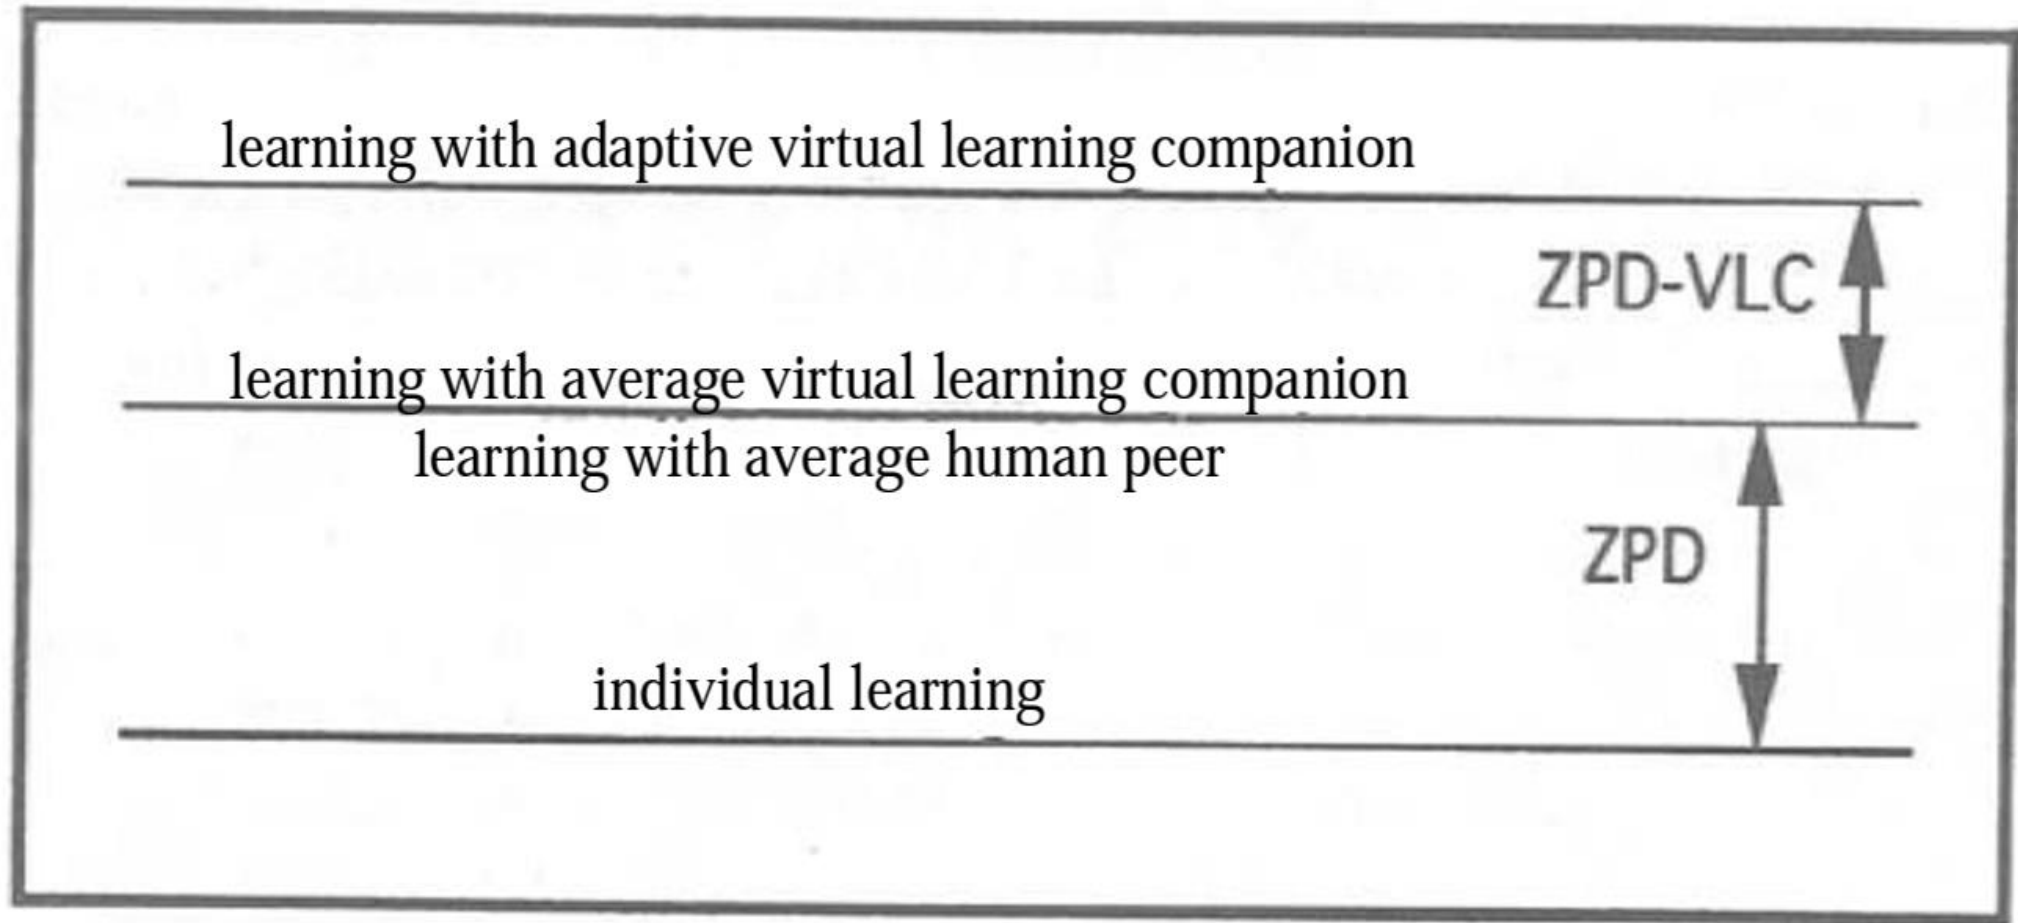 learning with adaptive virtual learning companion
ZPD-VLC
learning with average virtual learning companion
learning with average human peer
ZPD
individual learning